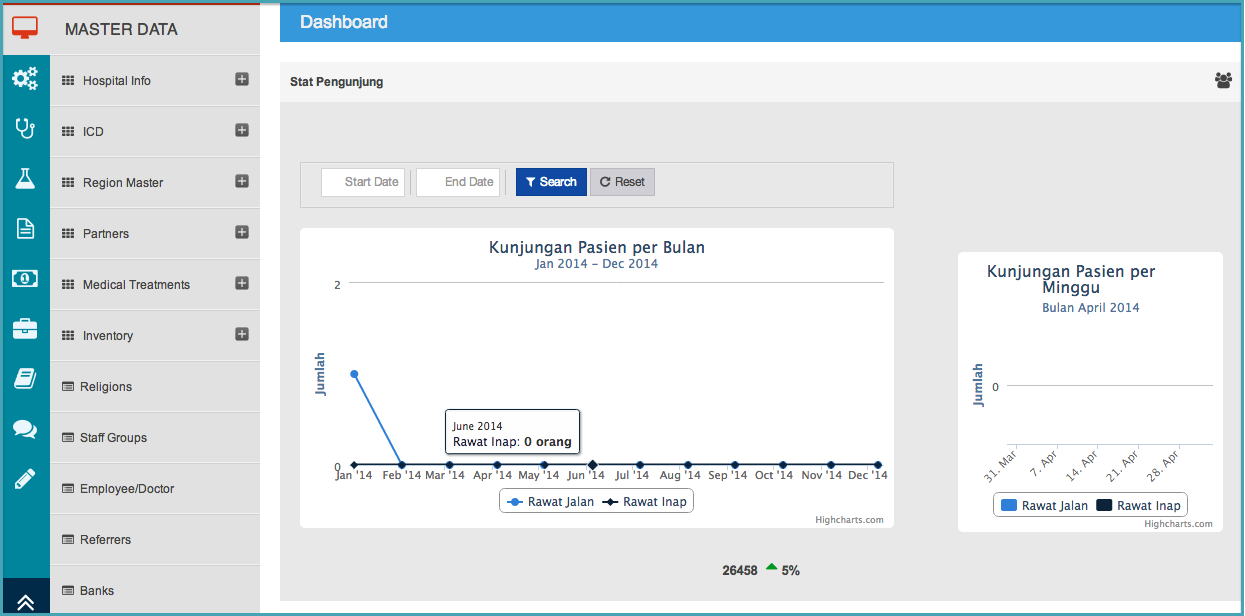 MASTER DATA
Hospital Info
ICD
Region Master
Partners
Medical Treatments
Inventory
Religions
Staff Groups
Employee/Doctor
Referrers
Banks
Dashboard
Stat Pengunjung
Start Date End Date Search Reset
Kunjungan Pasien per Bulan
Jan 2014 – Dec 2014
2
Jumlah
June 2014
Rawat Inap: 0 orang
0
Jan '14 Feb '14 Mar '14 Apr '14 May '14 Jun '14 Jul '14 Aug '14 Sep '14 Oct '14 Nov '14 Dec '14
Rawat Jalan Rawat Inap
Highcharts.com
Kunjungan Pasien per
Minggu
Bulan April 2014
Jumlah
0
31. Mar 7. Apr 14. Apr 21. Apr 28. Apr
Rawat Jalan Rawat Inap
Highcharts.com
26458 5%